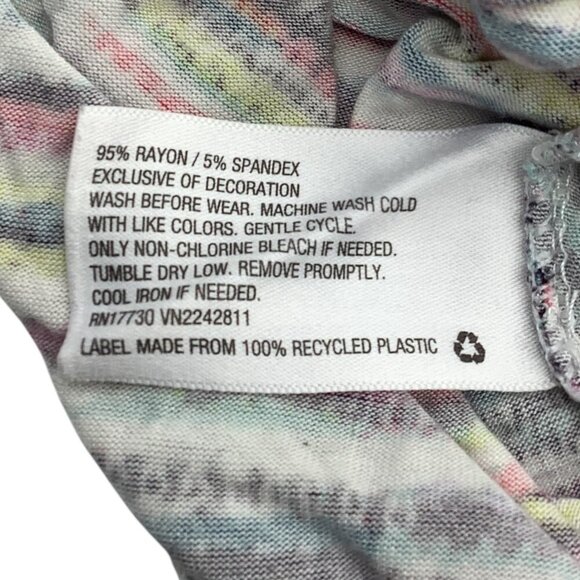 95% RAYON / 5% SPANDEX
EXCLUSIVE OF DECORATION
WASH BEFORE WEAR. MACHINE WASH COLD
WITH LIKE COLORS. GENTLE CYCLE.
ONLY NON-CHLORINE BLEACH IF NEEDED.
TUMBLE DRY LOW. REMOVE PROMPTLY.
COOL IRON IF NEEDED.
RN17730 VN2242811
LABEL MADE FROM 100% RECYCLED PLASTIC